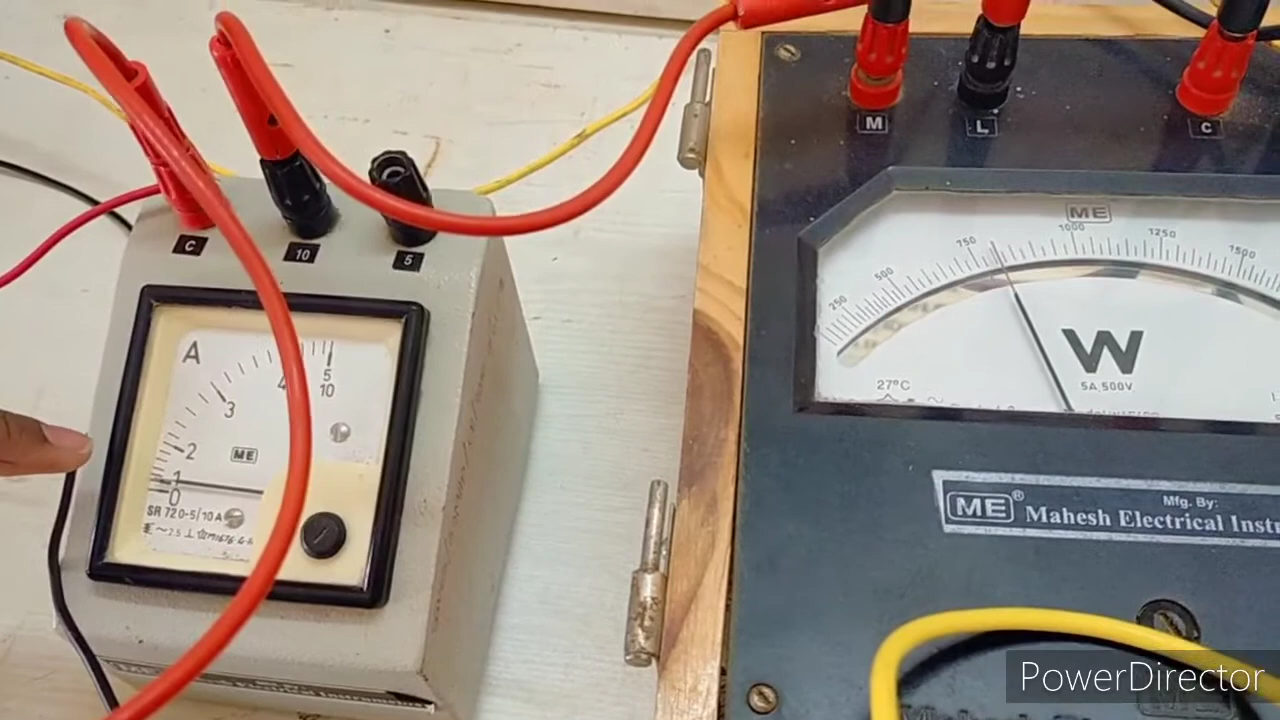 M
L
C
C
10
5
ME
250
500
750
1000
1250
1500
W
5A,500V
27°C
A
0
1
2
3
4
5
10
ME
SR 72 0-5/10A
ME® Mfg. By:
Mahesh Electrical Instr
ME
PowerDirector